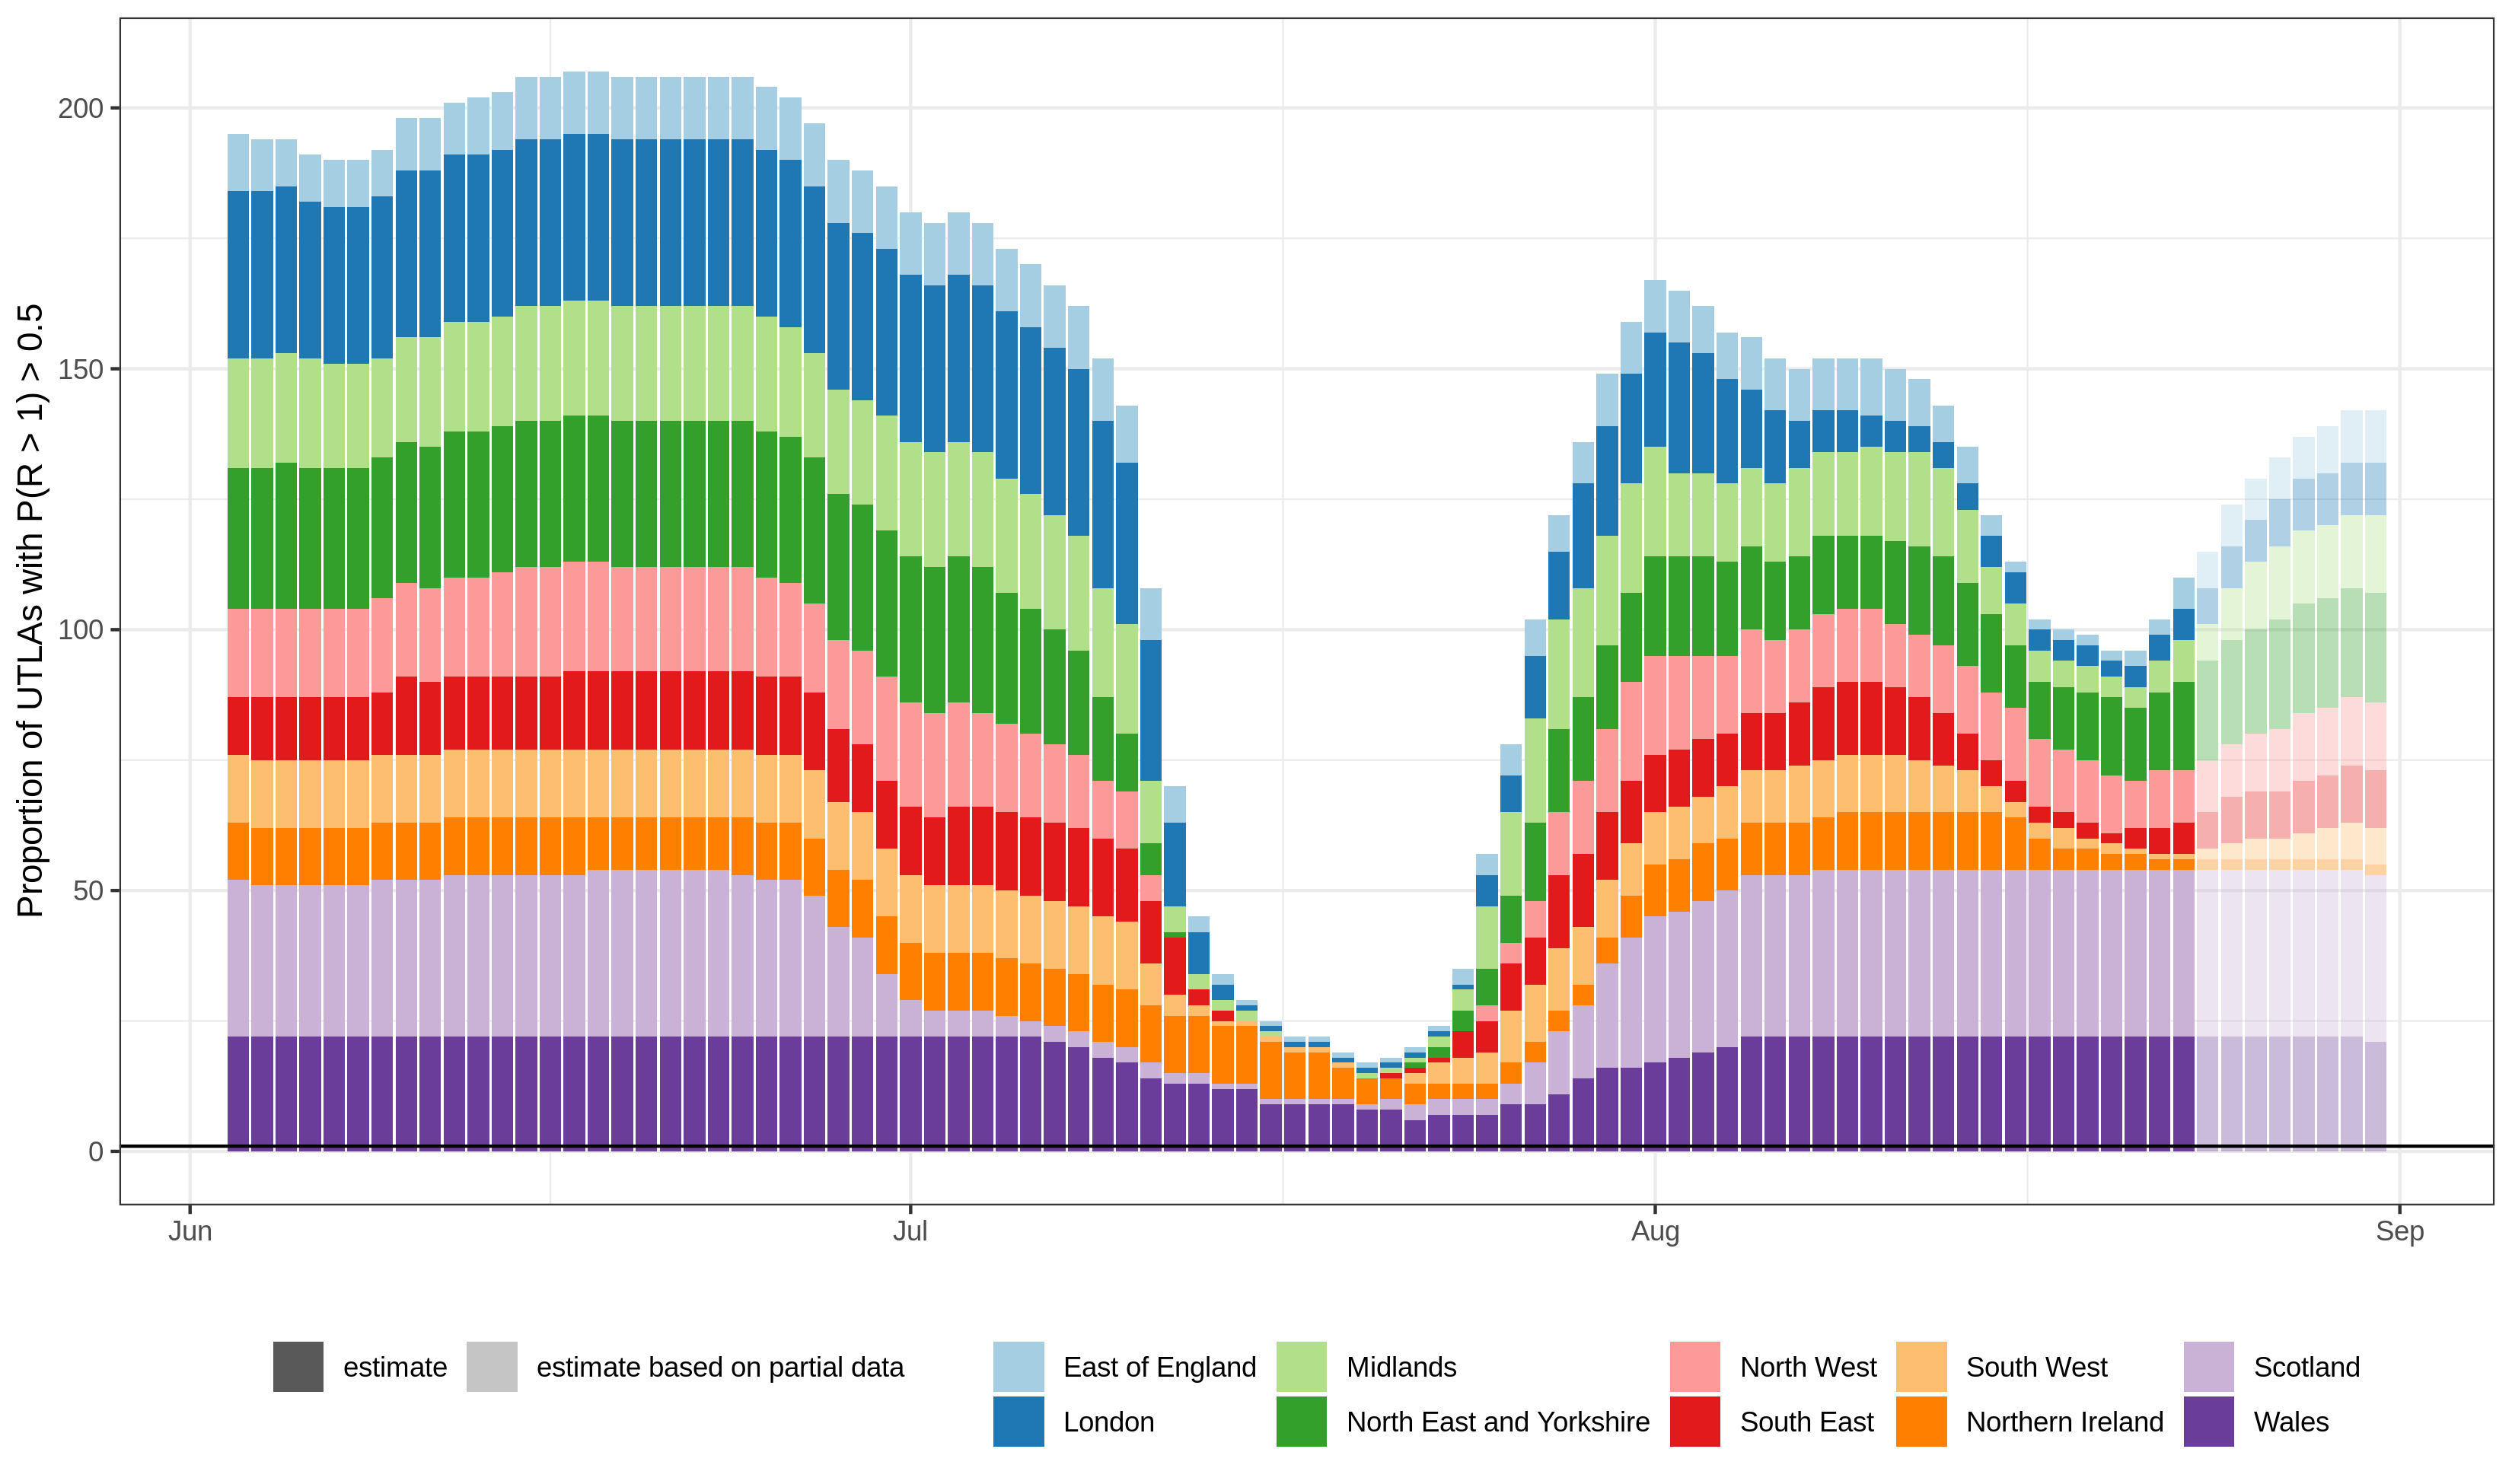 Proportion of UTLAs with P(R > 1) > 0.5
200
150
100
50
0
Jun Jul Aug Sep
estimate estimate based on partial data East of England Midlands North West South West Scotland
London North East and Yorkshire South East Northern Ireland Wales